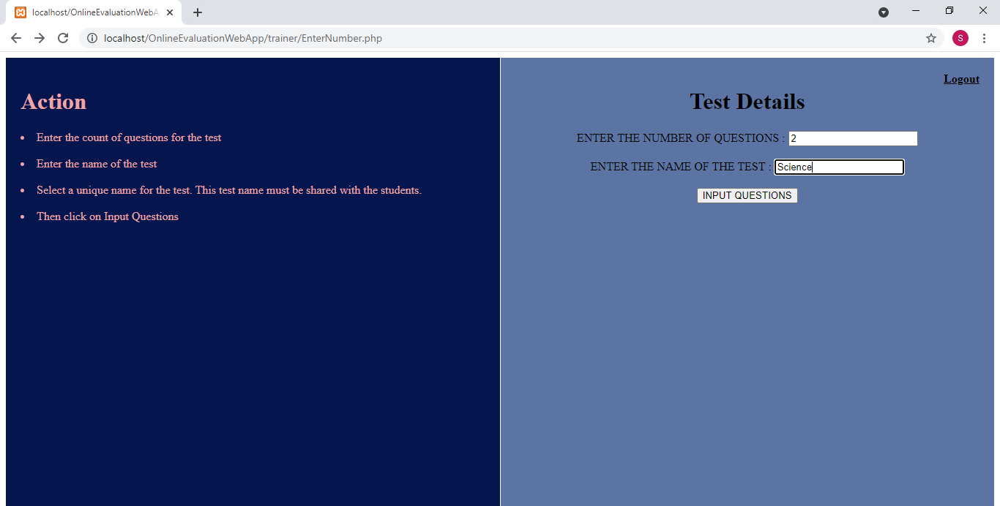 localhost/OnlineEvaluationWebA
localhost/OnlineEvaluationWebApp/trainer/EnterNumber.php
S
Logout
Action
• Enter the count of questions for the test
• Enter the name of the test
• Select a unique name for the test. This test name must be shared with the students.
• Then click on Input Questions
Test Details
ENTER THE NUMBER OF QUESTIONS : 2
ENTER THE NAME OF THE TEST : Science
INPUT QUESTIONS